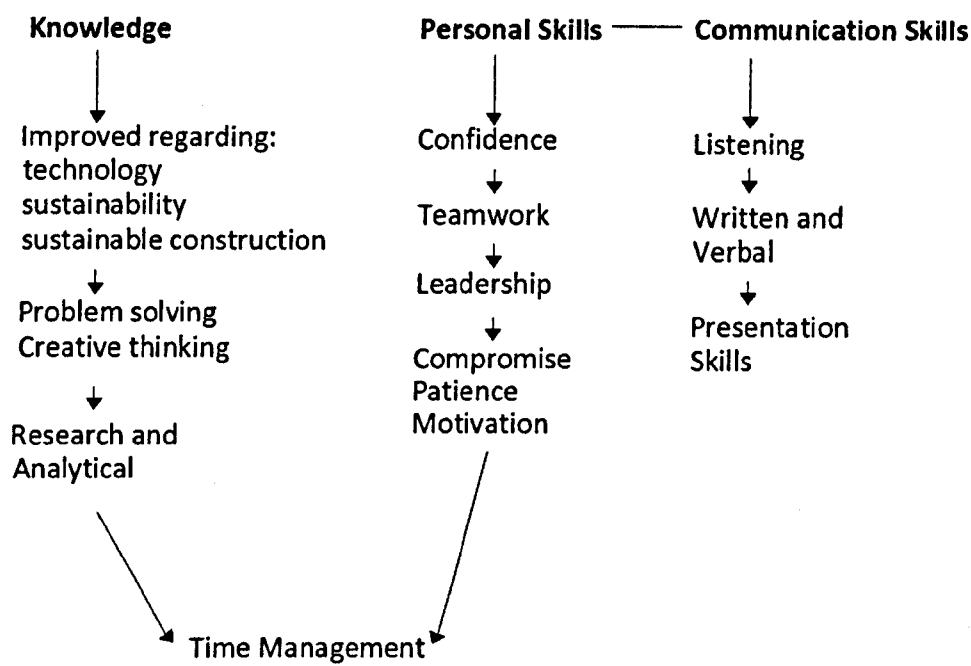 Knowledge
Improved regarding:
technology
sustainability
sustainable construction
Problem solving
Creative thinking
Research and
Analytical
Personal Skills
Confidence
Teamwork
Leadership
Compromise
Patience
Motivation
Communication Skills
Listening
Written and
Verbal
Presentation
Skills
Time Management